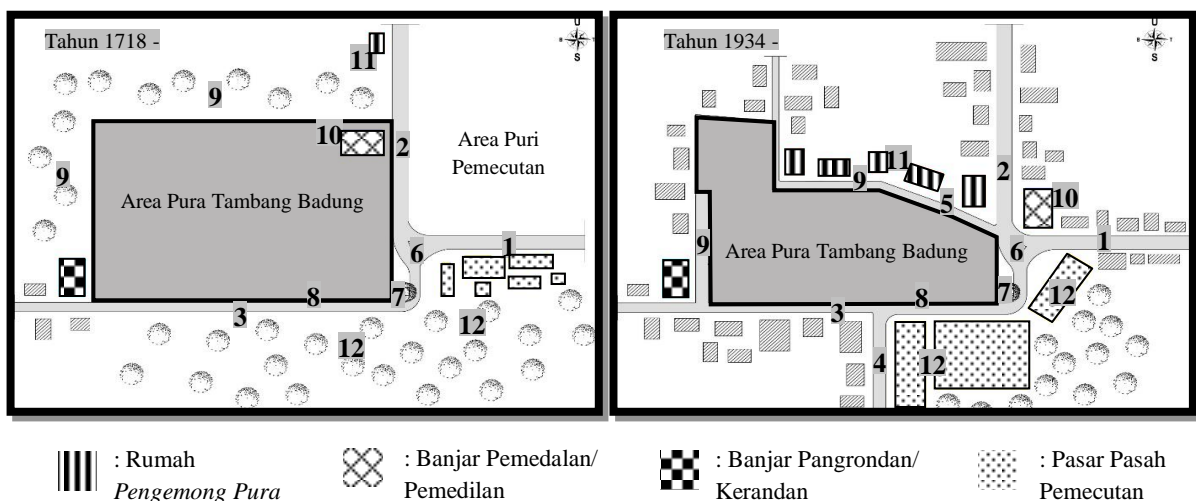 Tahun 1718 -
U
B
T
S
11
9
10
2
Area Puri
Pemecutan
9
Area Pura Tambang Badung
6
1
7
8
3
12
12
Tahun 1934 -
U
B
T
S
11
2
9
10
5
Area Pura Tambang Badung
9
6
1
7
8
12
3
4
12
: Rumah
Pengemong Pura
: Banjar Pemedalan/
Pemedilan
: Banjar Pangrondan/
Kerandan
: Pasar Pasah
Pemecutan